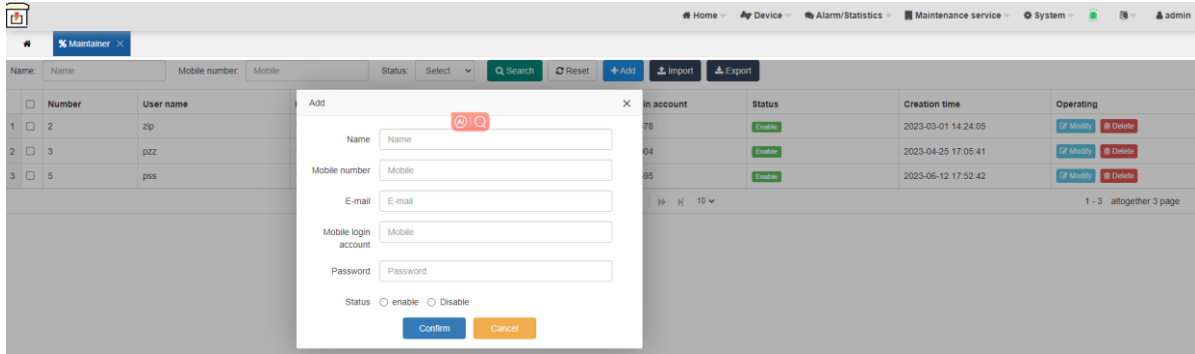 Home Device Alarm/Statistics Maintenance service System admin
Maintainer
Name: Name Mobile number: Mobile Status: Select Search Reset +Add Import Export
Number User name in account Status Creation time Operating
1 2 zip 78 Enable 2023-03-01 14:24:05 Modify Delete
2 3 pzz 04 Enable 2023-04-25 17:05:41 Modify Delete
3 5 pss 95 Enable 2023-06-12 17:52:42 Modify Delete
10 1 - 3 altogether 3 page
Add
AI
Name Name
Mobile number Mobile
E-mail E-mail
Mobile login Mobile
account
Password Password
Status enable Disable
Confirm Cancel